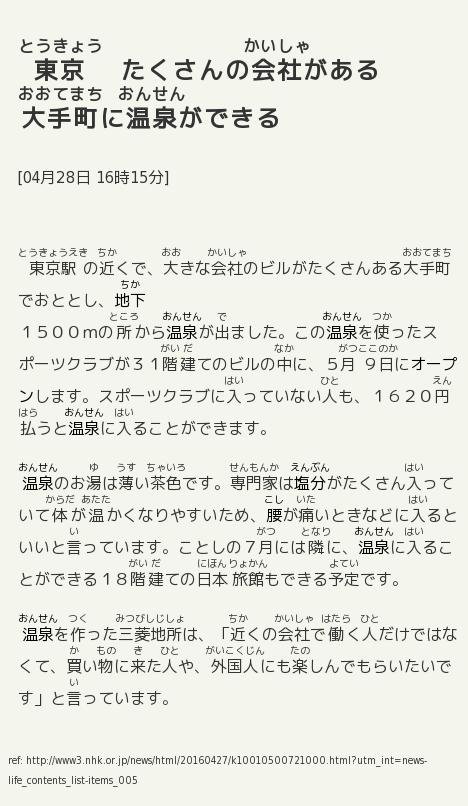 とうきょう かいしゃ
東京 たくさんの会社がある
おおてまち おんせん
大手町に温泉ができる
[04月28日 16時15分]
とうきょうえき ちか おお かいしゃ おおてまち
東京駅の近くで、大きな会社のビルがたくさんある大手町
ちか
でおととし、地下
ところ おんせん で おんせん つか
１５００ｍの所から温泉が出ました。この温泉を使ったス
がい だ なか がつここのか
ポーツクラブが３１階建てのビルの中に、５月９日にオープ
はい ひと えん
ンします。スポーツクラブに入っていない人も、１６２０円
はら おんせん はい
払うと温泉に入ることができます。
おんせん ゆ うす ちゃいろ せんもんか えんぶん はい
温泉のお湯は薄い茶色です。専門家は塩分がたくさん入って
からだ あたた こし いた はい
いて体が温かくなりやすいため、腰が痛いときなどに入ると
い がつ となり おんせん はい
いいと言っています。ことしの７月には隣に、温泉に入るこ
がい だ にほん りょかん よてい
とができる１８階建ての日本旅館もできる予定です。
おんせん つく みつびしじしょ ちか かいしゃ はたら ひと
温泉を作った三菱地所は、「近くの会社で働く人だけではな
か もの き ひと がいこくじん たの
くて、買い物に来た人や、外国人にも楽しんでもらいたいで
い
す」と言っています。
ref: http://www3.nhk.or.jp/news/html/20160427/k10010500721000.html?utm_int=news-
life_contents_list-items_005